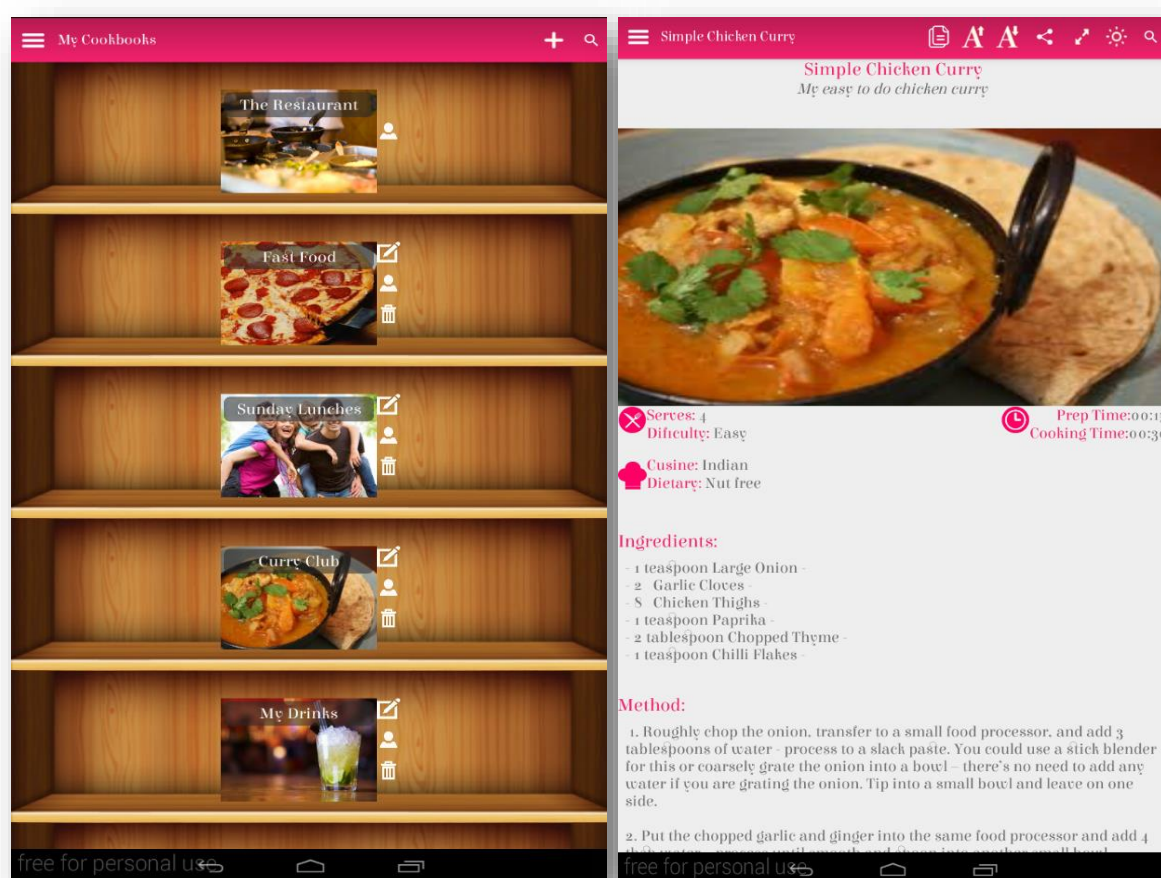 My Cookbooks
The Restaurant
Fast Food
Sunday Lunches
Curry Club
My Drinks
free for personal use
Simple Chicken Curry
Simple Chicken Curry
My easy to do chicken curry
Serves: 4
Dificulty: Easy
Prep Time:00:1
Cooking Time:00:3
Cusine: Indian
Dietary: Nut free
Ingredients:
- 1 teaspoon Large Onion -
- 2 Garlic Cloves -
- 8 Chicken Thighs -
- 1 teaspoon Paprika -
- 2 tablespoon Chopped Thyme -
- 1 teaspoon Chilli Flakes -
Method:
1. Roughly chop the onion, transfer to a small food processor, and add 3
tablespoons of water - process to a slack paste. You could use a stick blender
for this or coarsely grate the onion into a bowl – there's no need to add any
water if you are grating the onion. Tip into a small bowl and leave on one
side.
2. Put the chopped garlic and ginger into the same food processor and add 4
free for personal use